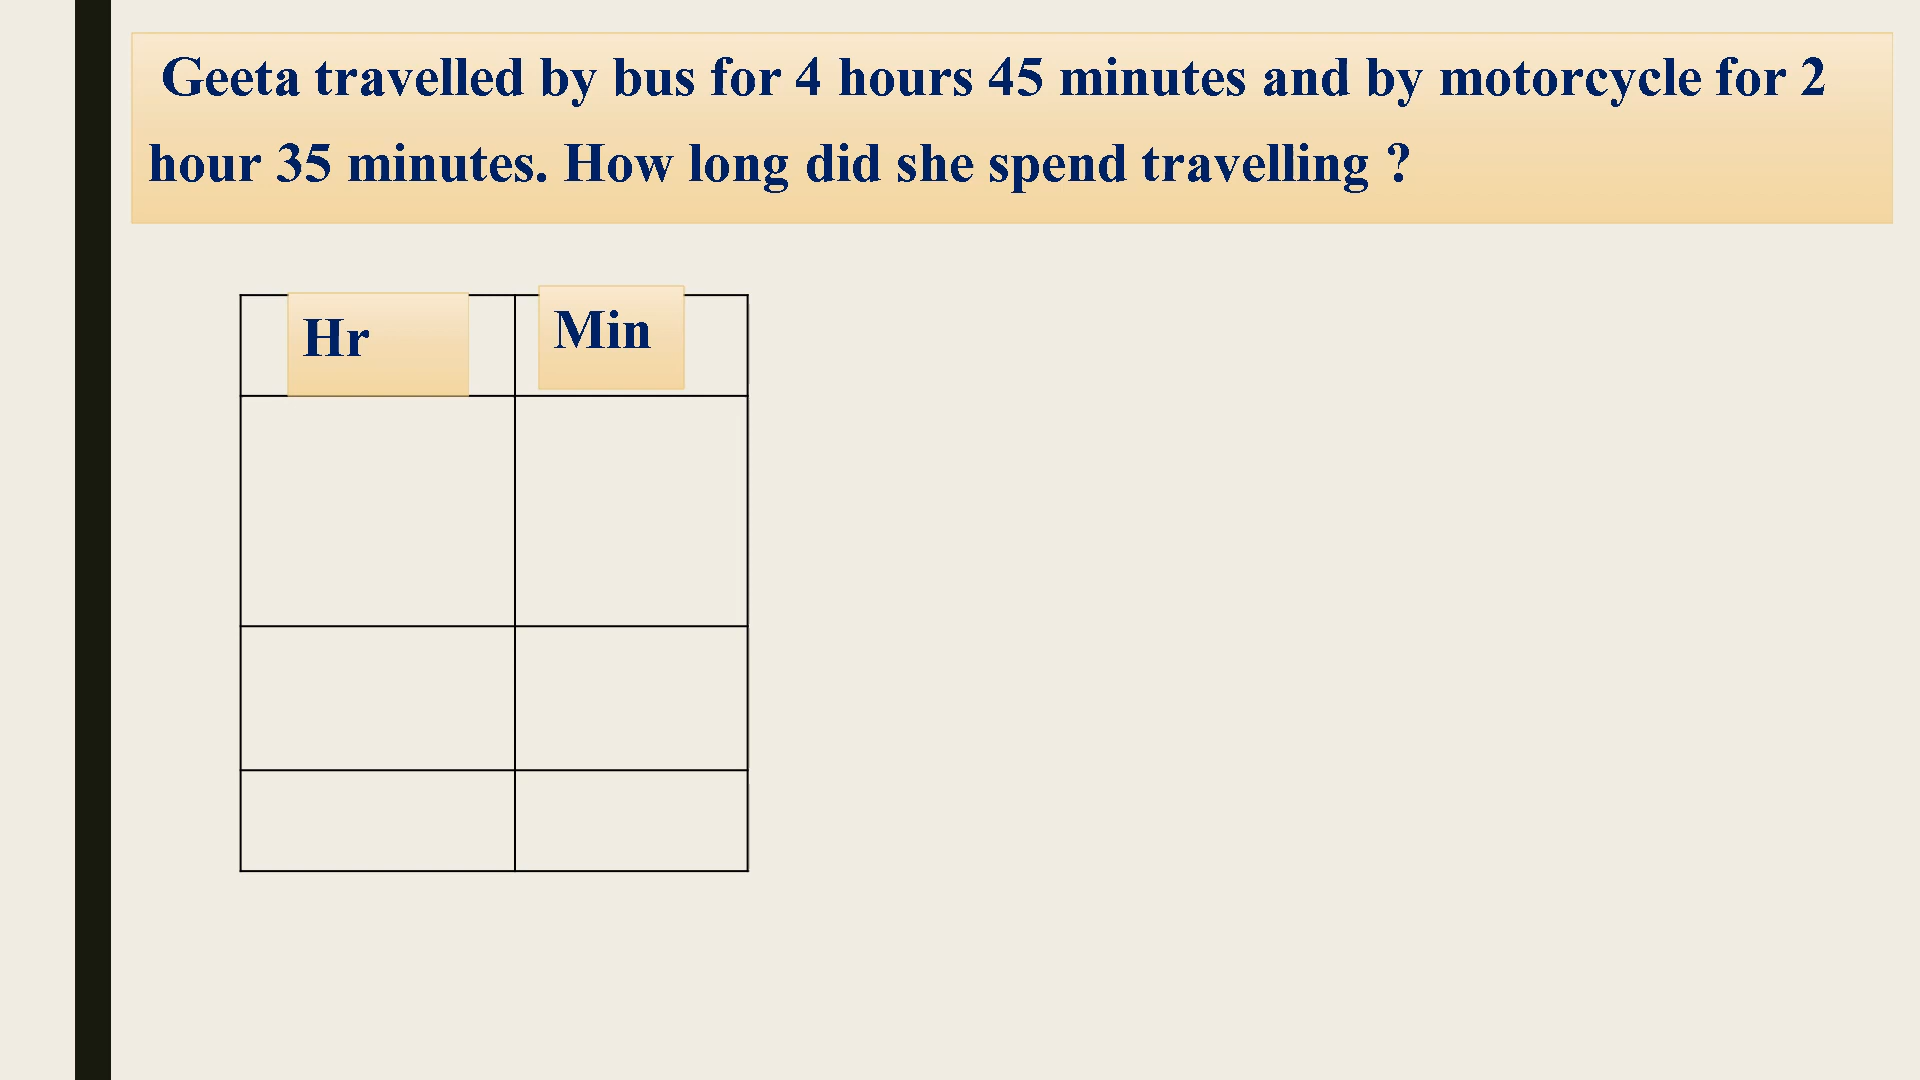 Geeta travelled by bus for 4 hours 45 minutes and by motorcycle for 2
hour 35 minutes. How long did she spend travelling ?
Hr
Min